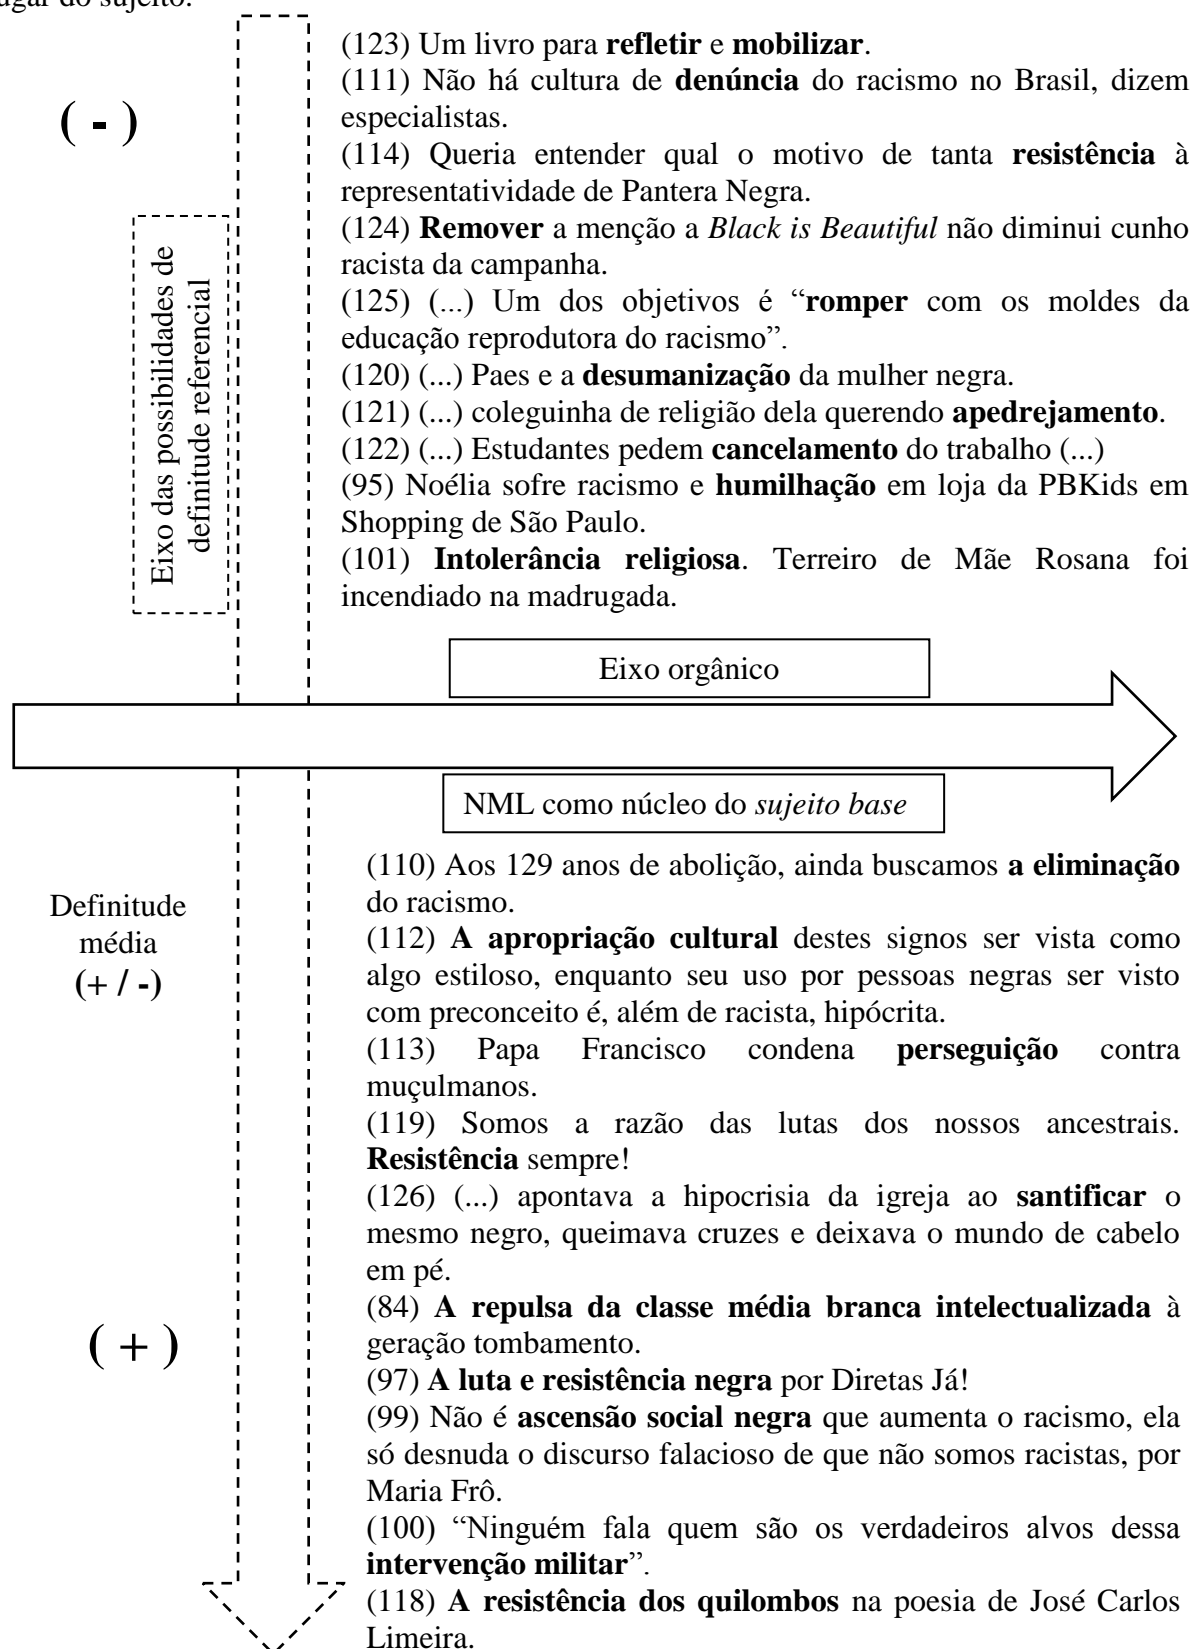 ugar do sujeito.
(123) Um livro para refletir e mobilizar.
(111) Não há cultura de denúncia do racismo no Brasil, dizem
especialistas.
( - )
(114) Queria entender qual o motivo de tanta resistência à
representatividade de Pantera Negra.
(124) Remover a menção a Black is Beautiful não diminui cunho
racista da campanha.
(125) (...) Um dos objetivos é “romper com os moldes da
educação reprodutora do racismo”.
(120) (...) Paes e a desumanização da mulher negra.
(121) (...) coleguinha de religião dela querendo apedrejamento.
(122) (...) Estudantes pedem cancelamento do trabalho (...)
(95) Noélia sofre racismo e humilhação em loja da PBKids em
Shopping de São Paulo.
(101) Intolerância religiosa. Terreiro de Mãe Rosana foi
incendiado na madrugada.
Eixo das possibilidades de
definitude referencial
Eixo orgânico
NML como núcleo do sujeito base
Definitude
média
(+ / -)
(110) Aos 129 anos de abolição, ainda buscamos a eliminação
do racismo.
(112) A apropriação cultural destes signos ser vista como
algo estiloso, enquanto seu uso por pessoas negras ser visto
com preconceito é, além de racista, hipócrita.
(113) Papa Francisco condena perseguição contra
muçulmanos.
(119) Somos a razão das lutas dos nossos ancestrais.
Resistência sempre!
(126) (...) apontava a hipocrisia da igreja ao santificar o
mesmo negro, queimava cruzes e deixava o mundo de cabelo
em pé.
( + )
(84) A repulsa da classe média branca intelectualizada à
geração tombamento.
(97) A luta e resistência negra por Diretas Já!
(99) Não é ascensão social negra que aumenta o racismo, ela
só desnuda o discurso falacioso de que não somos racistas, por
Maria Frô.
(100) “Ninguém fala quem são os verdadeiros alvos dessa
intervenção militar”.
(118) A resistência dos quilombos na poesia de José Carlos
Limeira.